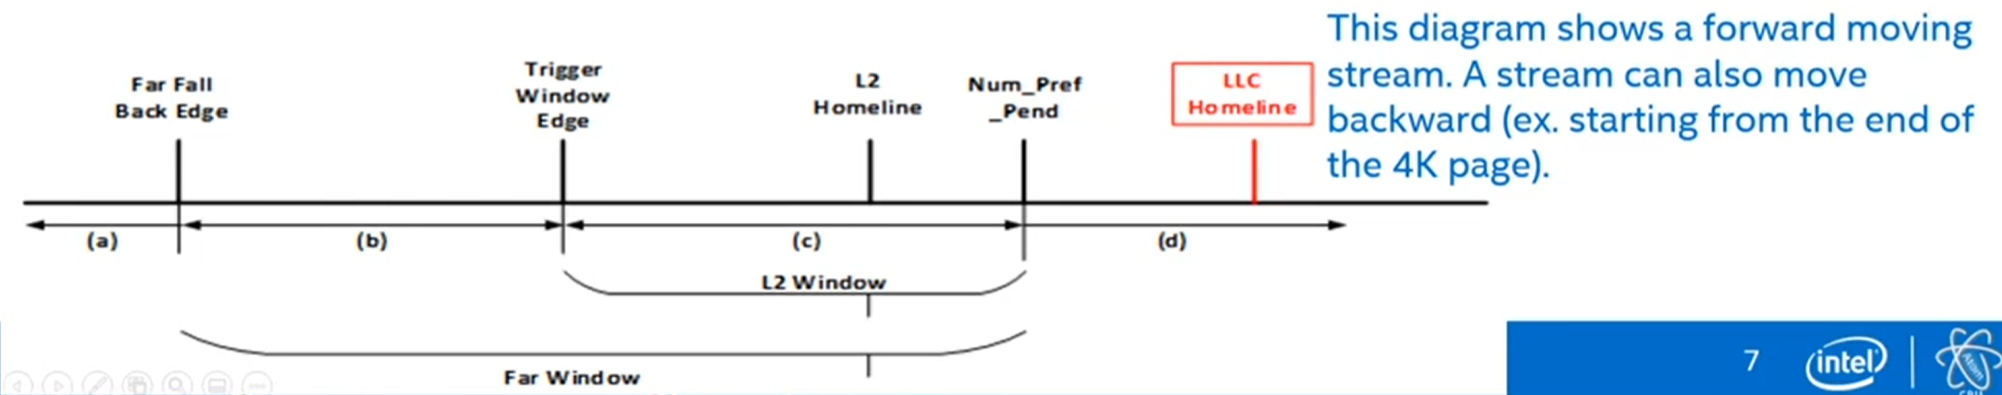 This diagram shows a forward moving
stream. A stream can also move
backward (ex. starting from the end of
the 4K page).
Far Fall
Back Edge
Trigger
Window
Edge
L2
Homeline
Num_Pref
_Pend
LLC
Homeline
(a)
(b)
(c)
(d)
L2 Window
Far Window
7
intel